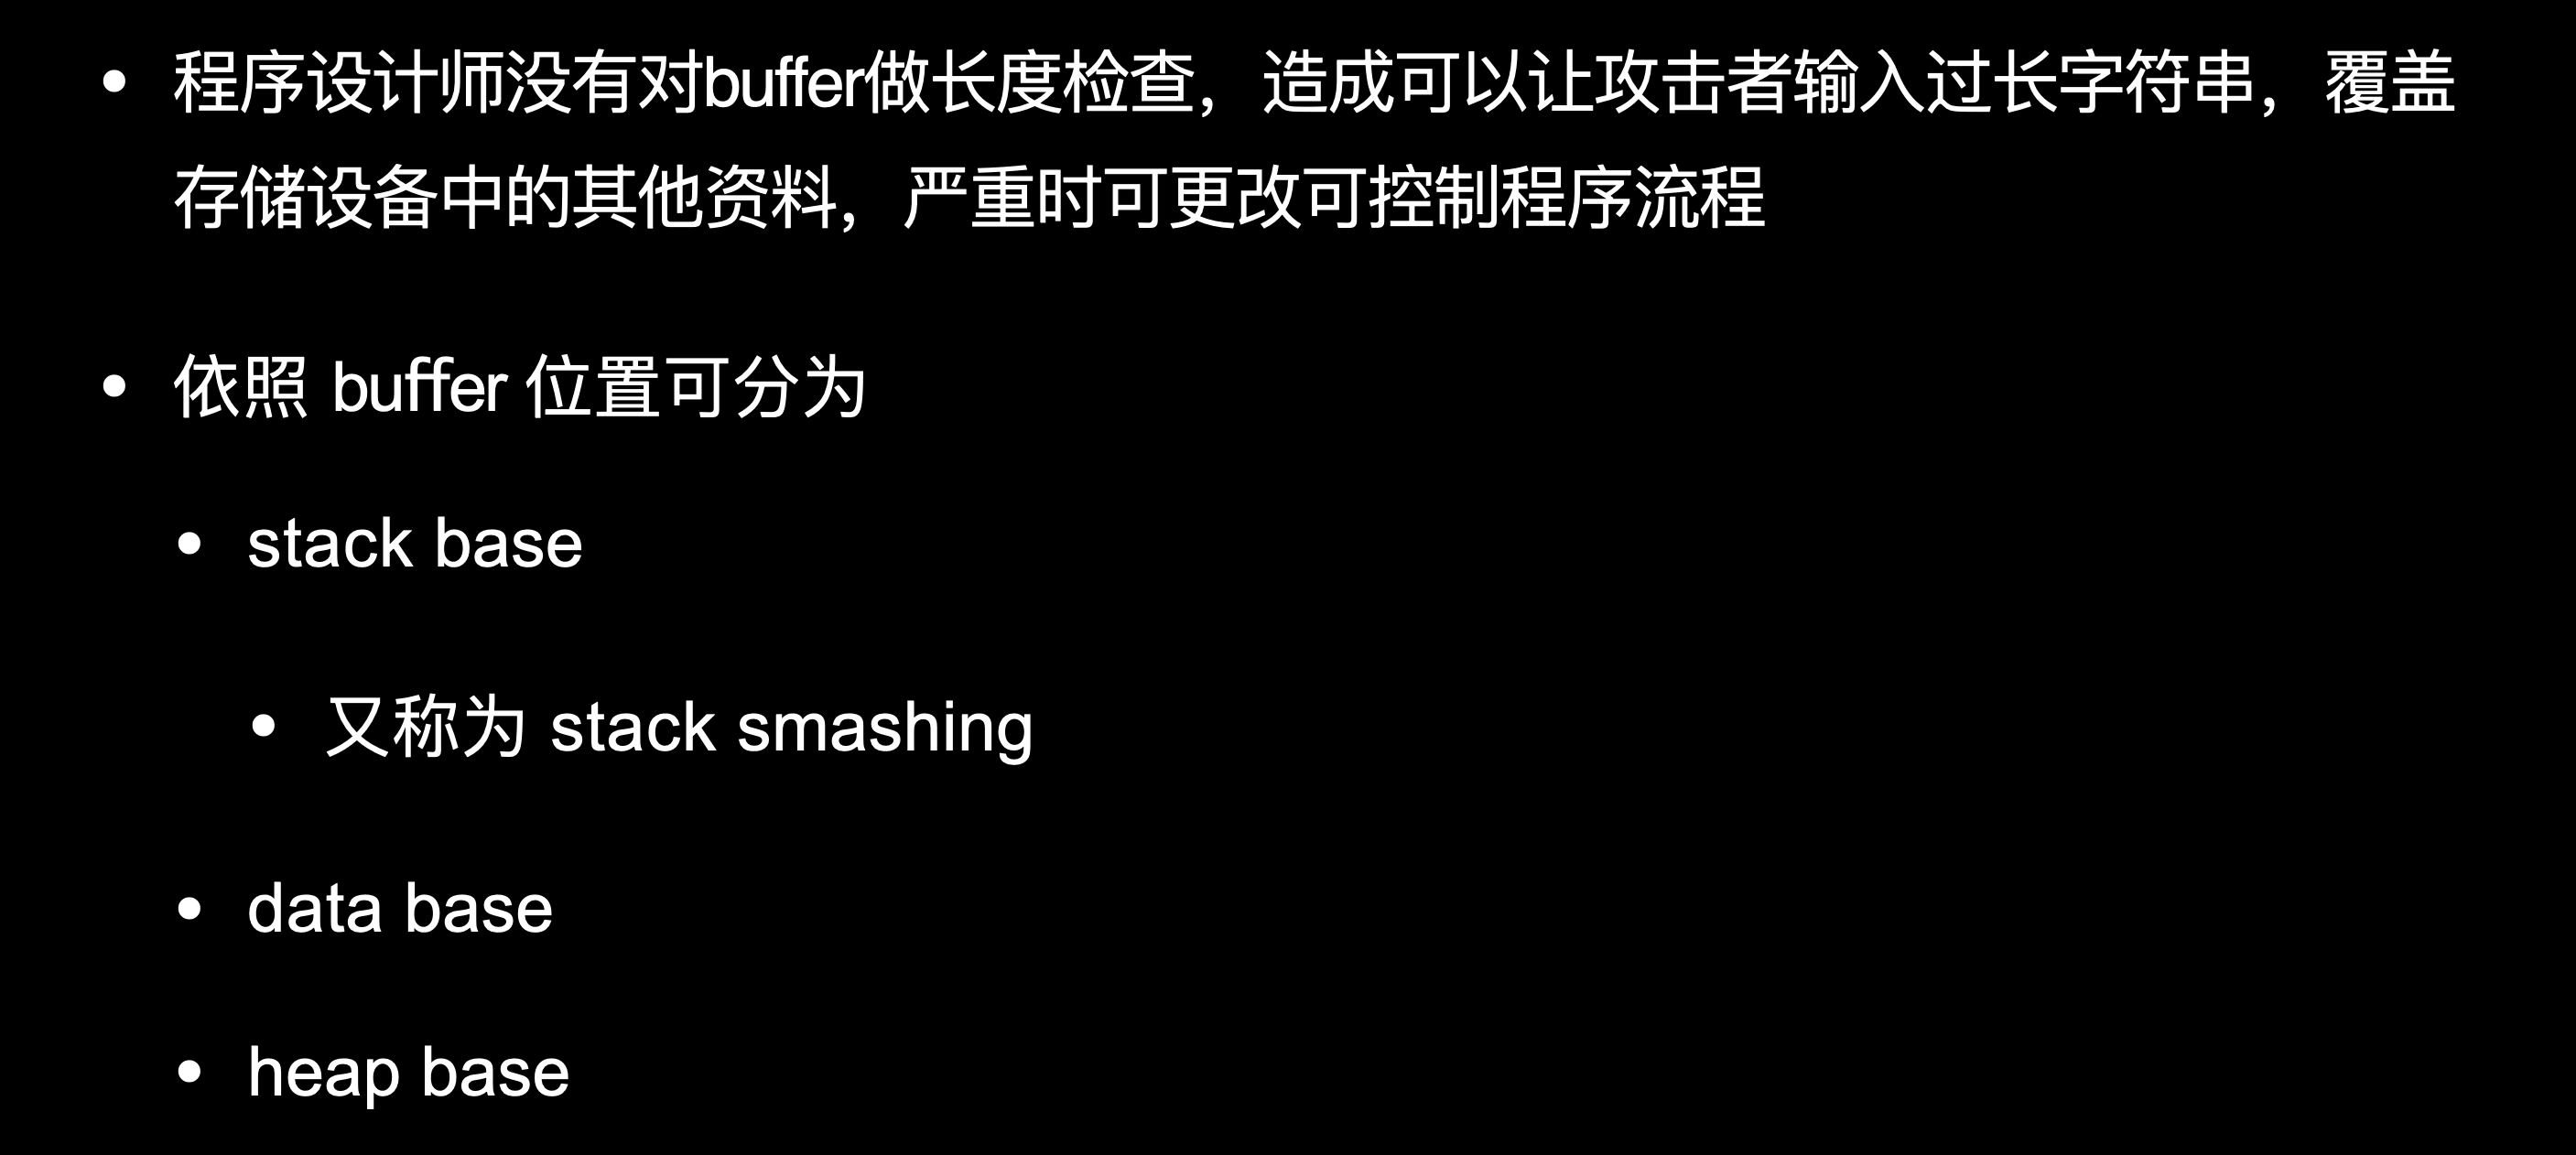 • 程序设计师没有对buffer做长度检查，造成可以让攻击者输入过长字符串，覆盖
存储设备中的其他资料，严重时可更改可控制程序流程
• 依照 buffer 位置可分为
• stack base
• 又称为 stack smashing
• data base
• heap base